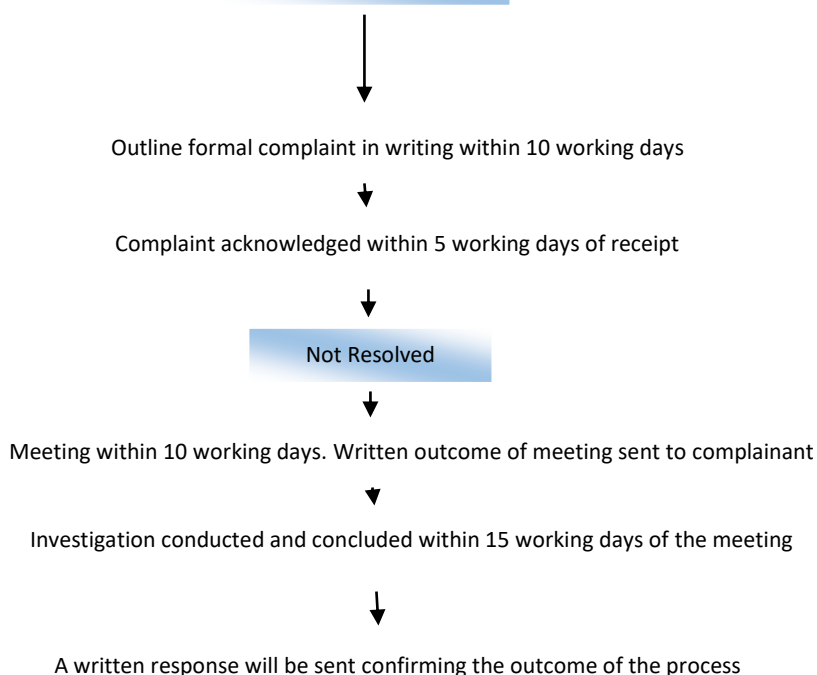 Outline formal complaint in writing within 10 working days
Complaint acknowledged within 5 working days of receipt
Not Resolved
Meeting within 10 working days. Written outcome of meeting sent to complainant
Investigation conducted and concluded within 15 working days of the meeting
A written response will be sent confirming the outcome of the process